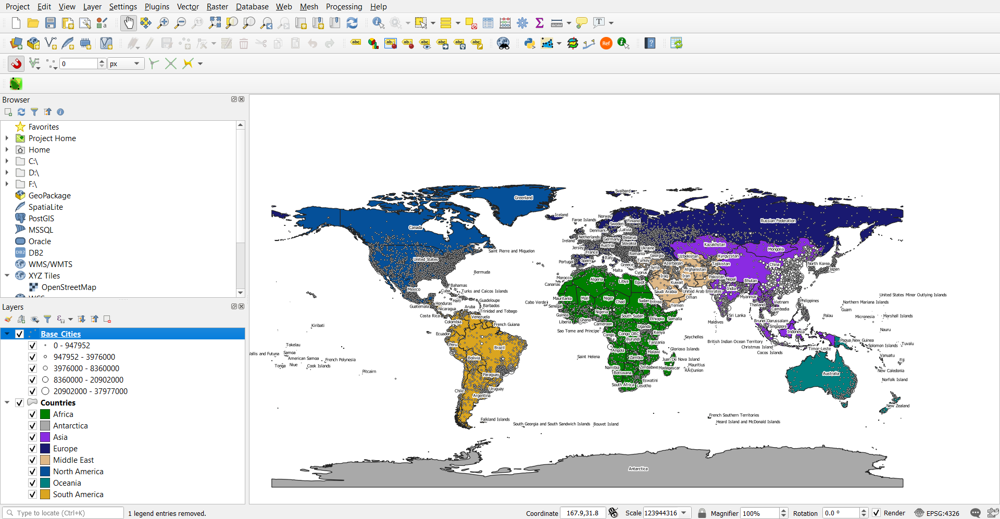 Project Edit View Layer Settings Plugins Vector Raster Database Web Mesh Processing Help
0 px
Browser
Favorites
Project Home
Home
C:\
D:\
F:\
GeoPackage
SpatiaLite
PostGIS
MSSQL
Oracle
DB2
WMS/WMTS
XYZ Tiles
OpenStreetMap
Layers
Base Cities
0 - 947952
947952 - 3976000
3976000 - 8360000
8360000 - 20902000
20902000 - 37977000
Countries
Africa
Antarctica
Asia
Europe
Middle East
North America
Oceania
South America
Greenland
Svalbard
Iceland
Canada
Faroe Islands
Norway
Finland
Sweden
Russian Federation
Denmark
Latvia
Ireland
Netherlands
Germany
Belarus
Slovakia
Kazakhstan
Jersey
Austria
Ukraine
Mongolia
Saint Pierre and Miquelon
France
Romania
Georgia
Uzbekistan
Kyrgyzstan
United States
Portugal
Spain
Italy
Turkey
Greece
Azerbaijan
Tajikistan
China
North Korea
Japan
Bermuda
Malta
Cyprus
Syria
Afghanistan
Morocco
Algeria
Libya
Egypt
Iraq
Iran
Pakistan
Nepal
Bhutan
Canarias
Kuwait
Bahamas
Mexico
Cuba
Turks and Caicos Islands
Saudi Arabia
United Arab Emirates
India
Oman
Myanmar
United States Minor Outlying Islands
Mauritania
Mali
Niger
Chad
Sudan
Eritrea
Yemen
Haiti
Guadeloupe
Honduras
Guatemala
Aruba
Barbados
Cabo Verde
Senegal
Thailand
Vietnam
Philippines
Northern Mariana Islands
Nicaragua
Trinidad and Tobago
Cambodia
Guam
Costa Rica
Venezuela
Guinea
Nigeria
South Sudan
Ethiopia
Somalia
Sri Lanka
Palau
Micronesia
Marshall Islands
Colombia
French Guiana
Liberia
Ghana
Cameroon
Maldives
Brunei Darussalam
Kiribati
Uganda
Singapore
Nauru
Ecuador
Sao Tome and Principe
Congo
Congo DRC
Kenya
Indonesia
Burundi
Seychelles
British Indian Ocean Territory
Papua New Guinea
Tokelau
Peru
Brazil
Tanzania
Christmas Island
Timor-Leste
Solomon Islands
Tuvalu
Wallis and Futuna
Samoa
American Samoa
Bolivia
Saint Helena
Angola
Zambia
Malawi
Glorioso Islands
Cocos Islands
Vanuatu
French Polynesia
Juan De Nova Island
Fiji
Tonga
Niue
Cook Islands
Namibia
Zimbabwe
Madagascar
Mauritius
RÃ©union
New Caledonia
Pitcairn
Paraguay
Botswana
Australia
Norfolk Island
Eswatini
South Africa
Lesotho
Chile
Uruguay
Argentina
New Zealand
Falkland Islands
French Southern Territories
South Georgia and South Sandwich Islands
Bouvet Island
Heard Island and McDonald Islands
Antarctica
Type to locate (Ctrl+K) 1 legend entries removed. Coordinate 167.9,31.8 Scale 123944316 Magnifier 100% Rotation 0.0 ° Render EPSG:4326